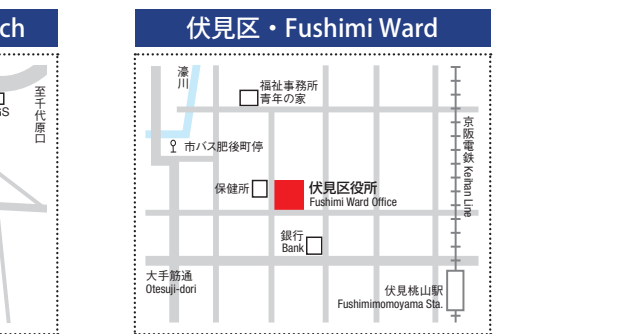 ch
伏見区・Fushimi Ward
GS
至千代原口
濠川
福祉事務所
青年の家
市バス肥後町停
京阪電鉄 Keihan Line
保健所
伏見区役所
Fushimi Ward Office
銀行
Bank
大手筋通
Otesuji-dori
伏見桃山駅
Fushimimomoyama Sta.